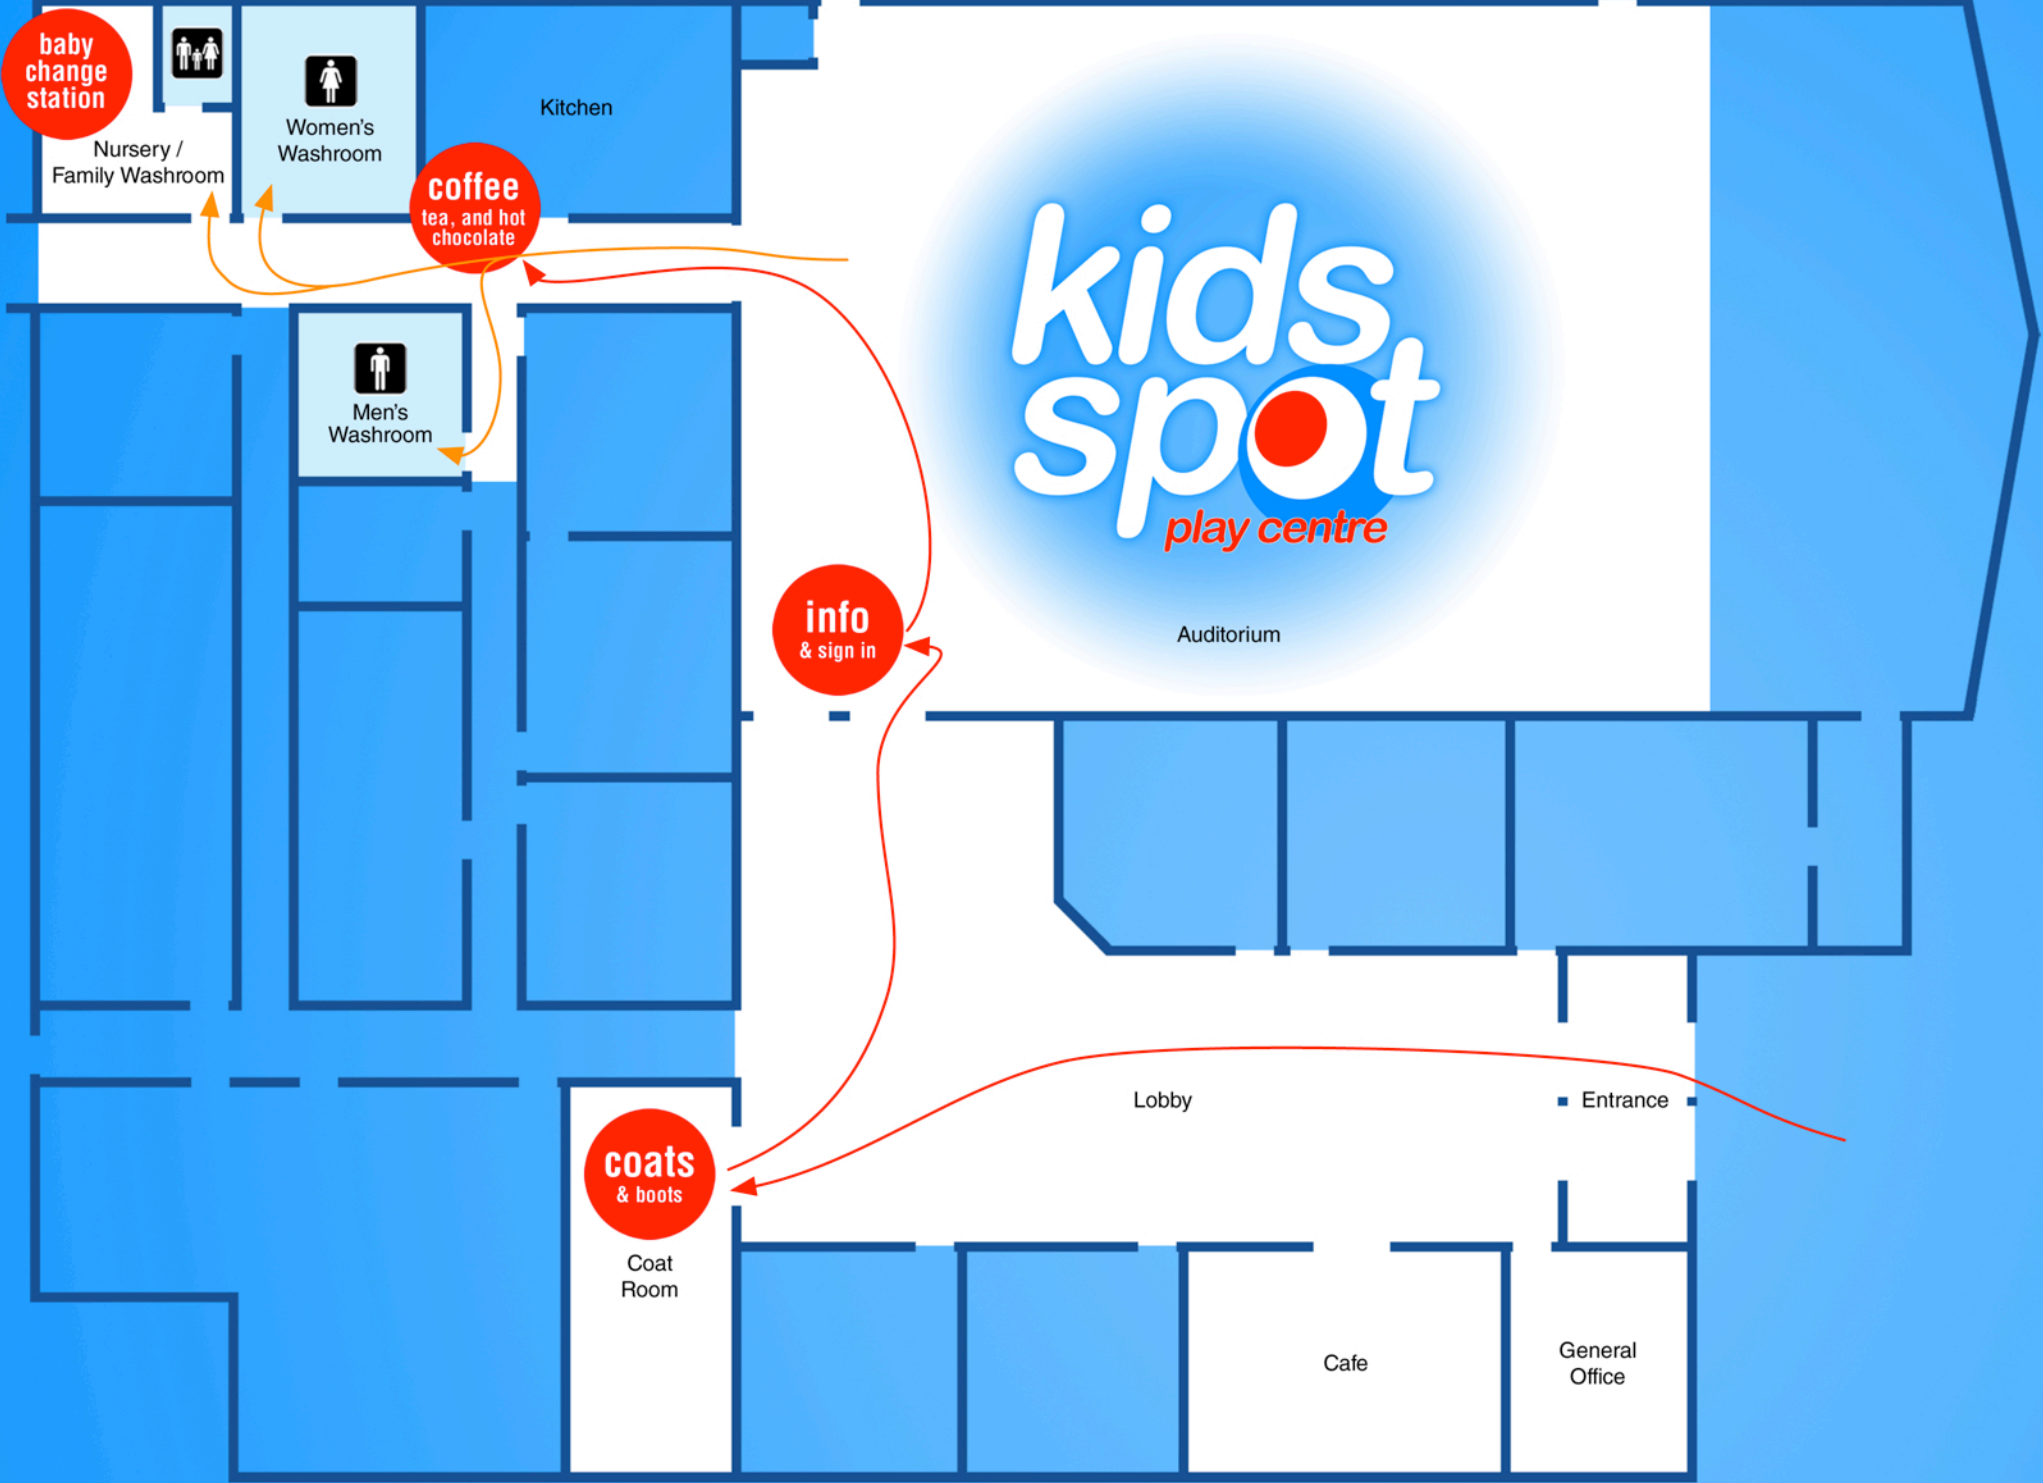 baby
change
station
Nursery /
Family Washroom
Women's
Washroom
Kitchen
coffee
tea, and hot
chocolate
Men's
Washroom
kids
spot
play centre
info
& sign in
Auditorium
Lobby
Entrance
coats
& boots
Coat
Room
Cafe
General
Office